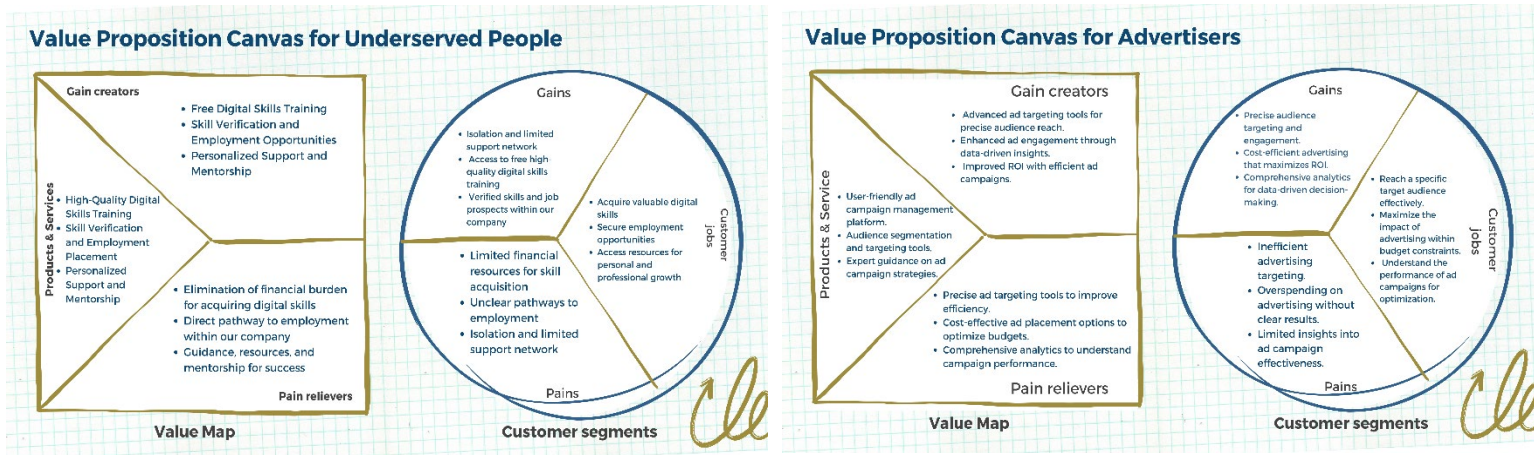 Value Proposition Canvas for Underserved People
Gain creators
• Free Digital Skills Training
• Skill Verification and
Employment Opportunities
• Personalized Support and
Mentorship
Products & Service
• High-Quality Digital
Skills Training
• Skill Verification
and Employment
Placement
• Personalized
Support and
Mentorship
• Elimination of financial burden
for acquiring digital skills
• Direct pathway to employment
within our company
• Guidance, resources, and
mentorship for success
Pain relievers
Value Map
Gains
• Isolation and limited
support network
• Access to free high
quality digital skills
training
• Verified skills and job
prospects within our
company
• Acquire valuable digital
skills
• Secure employment
opportunities
• Access resources for
personal and
professional growth
Customer
jobs
• Limited financial
resources for skill
acquisition
• Unclear pathways to
employment
• Isolation and limited
support network
Pains
Customer segments
Value Proposition Canvas for Advertisers
Gain creators
• Advanced ad targeting tools for
precise audience reach.
• Enhanced ad engagement through
data-driven insights.
• Improved ROI with efficient ad
campaigns.
Products & Service
• User-friendly ad
campaign management
platform.
• Audience segmentation
and targeting tools.
• Expert guidance on ad
campaign strategies.
• Precise ad targeting tools to improve
efficiency.
• Cost-effective ad placement options to
optimize budgets.
• Comprehensive analytics to understand
campaign performance.
Pain relievers
Value Map
Gains
• Precise audience
targeting and
engagement.
• Cost-efficient advertising
that maximizes ROI.
• Comprehensive analytics
for data-driven decision-
making.
• Reach a specific
target audience
effectively.
• Maximize the
impact of
advertising within
budget constraints.
• Understand the
performance of ad
campaigns for
optimization.
Customer
jobs
• Inefficient
advertising
targeting.
• Overspending on
advertising without
clear results.
• Limited insights into
ad campaign
effectiveness.
Pains
Customer segments